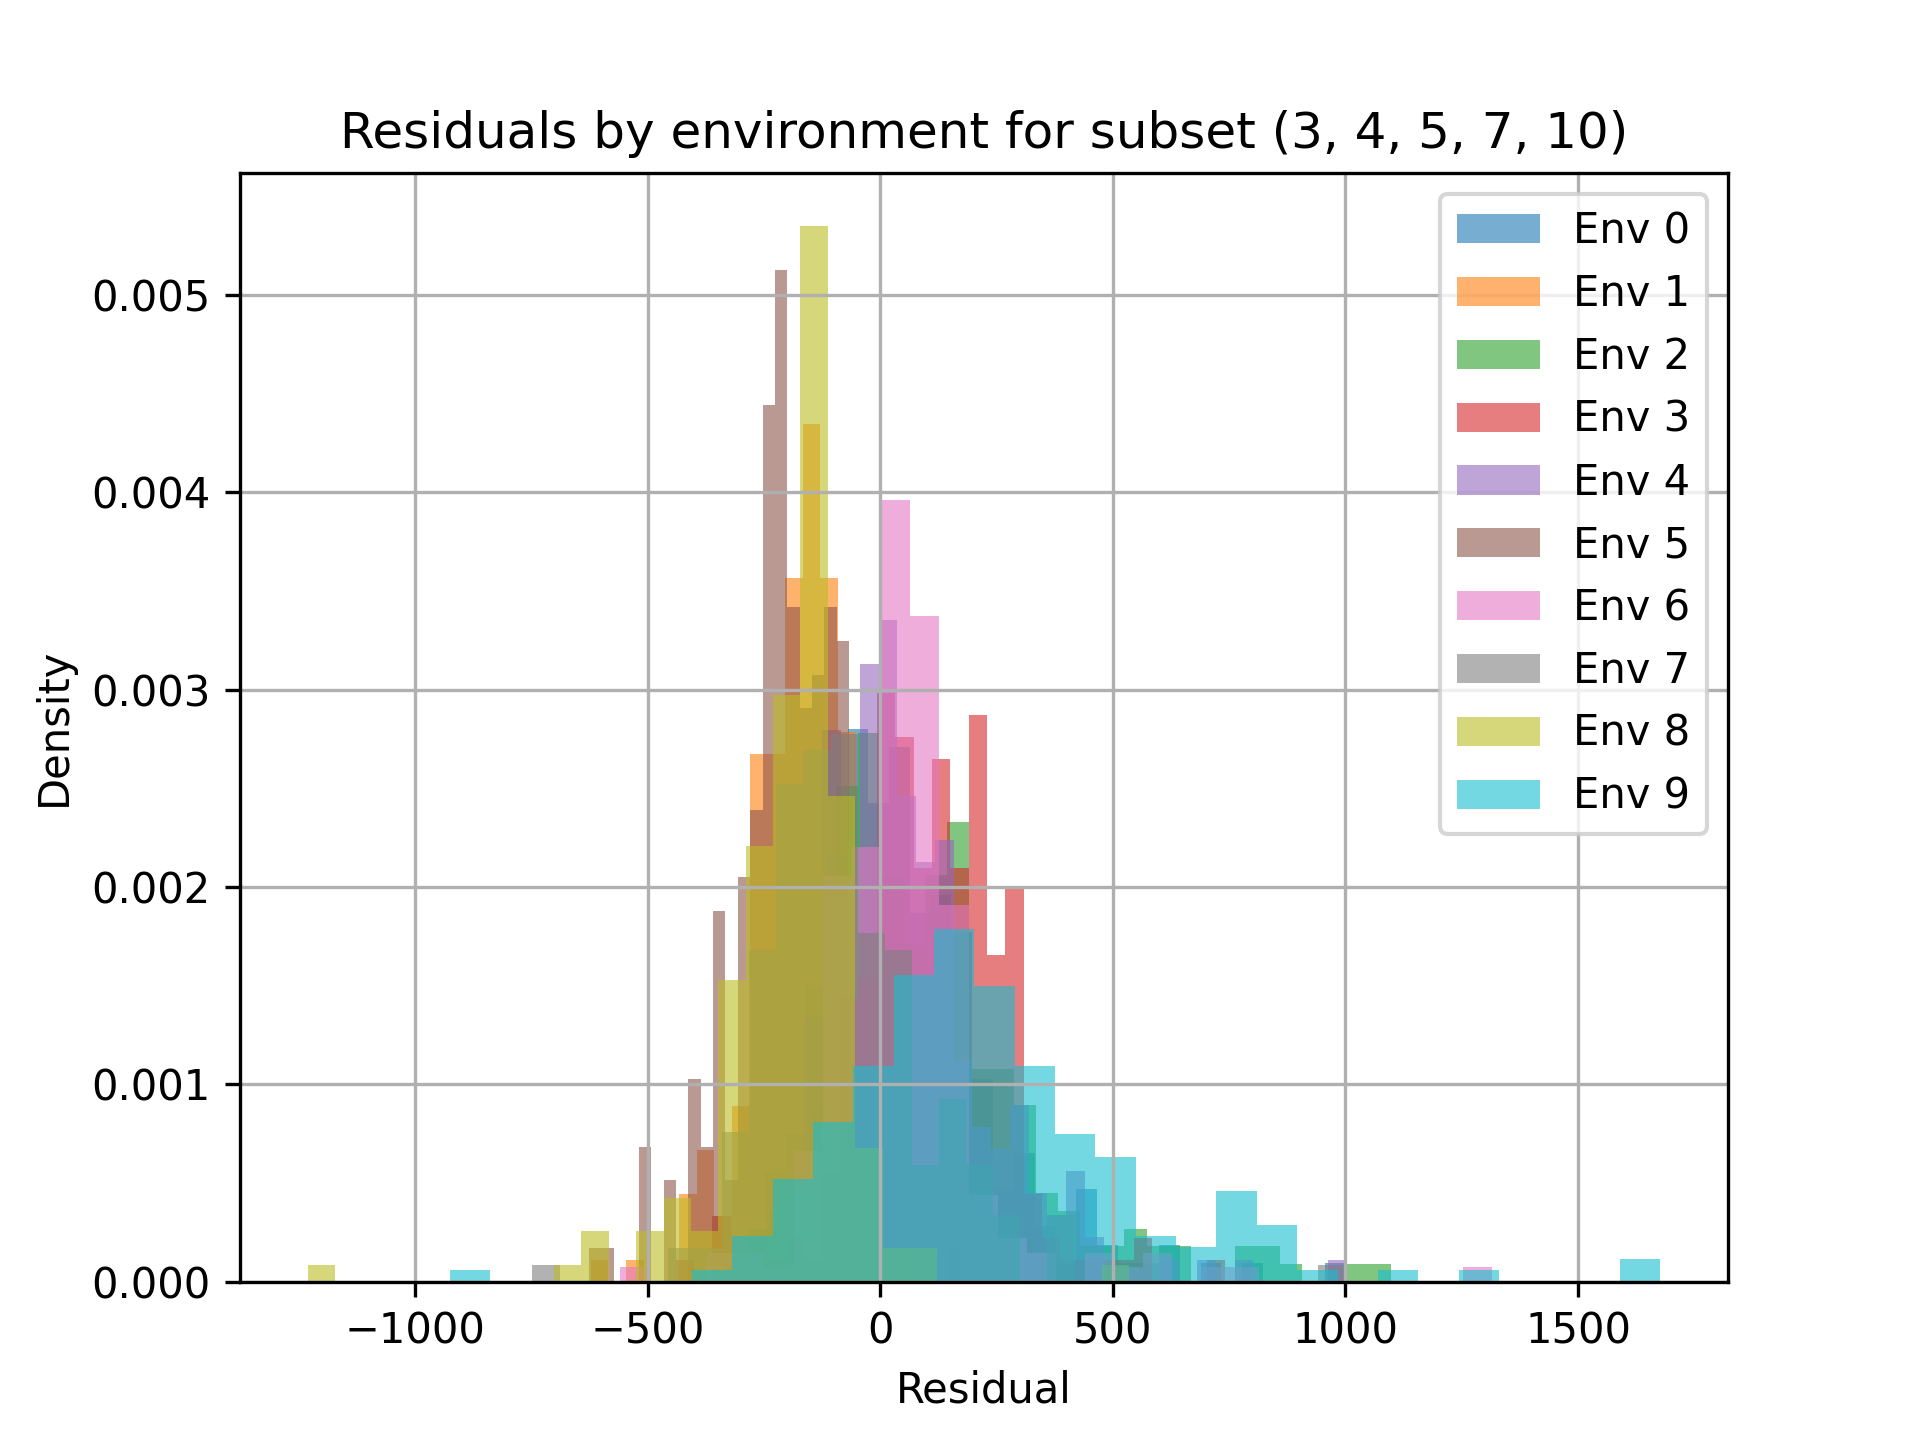 Residuals by environment for subset (3, 4, 5, 7, 10)
Env 0
Env 1
Env 2
Env 3
Env 4
Env 5
Env 6
Env 7
Env 8
Env 9
Density
0.005
0.004
0.003
0.002
0.001
0.000
−1000 −500 0 500 1000 1500
Residual